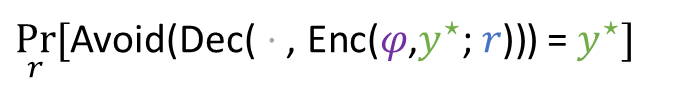 Pr[Avoid(Dec( · , Enc(φ,y⋆; r))) = y⋆]
r